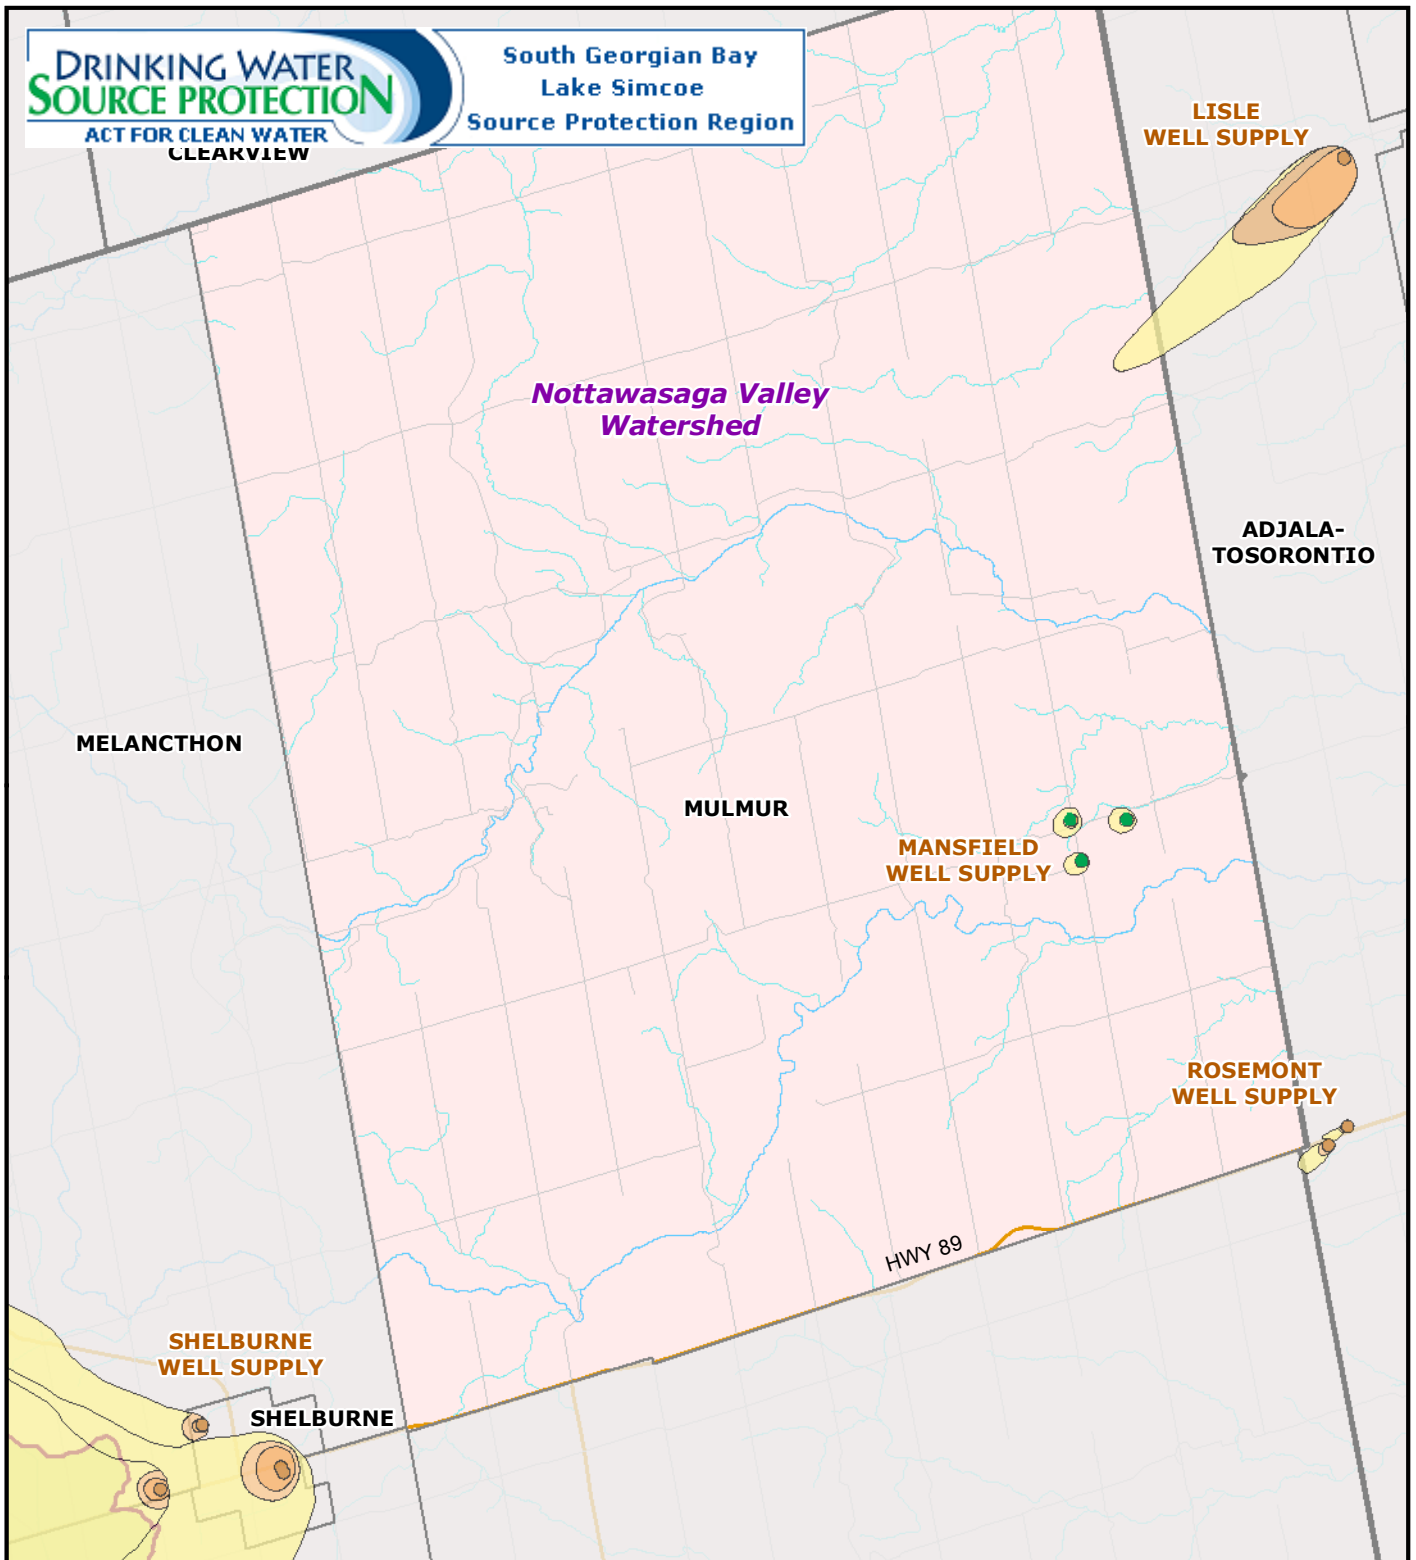 DRINKING WATER
SOURCE PROTECTION
ACT FOR CLEAN WATER
South Georgian Bay
Lake Simcoe
Source Protection Region
CLEARVIEW
LISLE
WELL SUPPLY
Nottawasaga Valley
Watershed
ADJALA-
TOSORONTIO
MELANCTHON
MULMUR
MANSFIELD
WELL SUPPLY
ROSEMONT
WELL SUPPLY
HWY 89
SHELBURNE
WELL SUPPLY
SHELBURNE